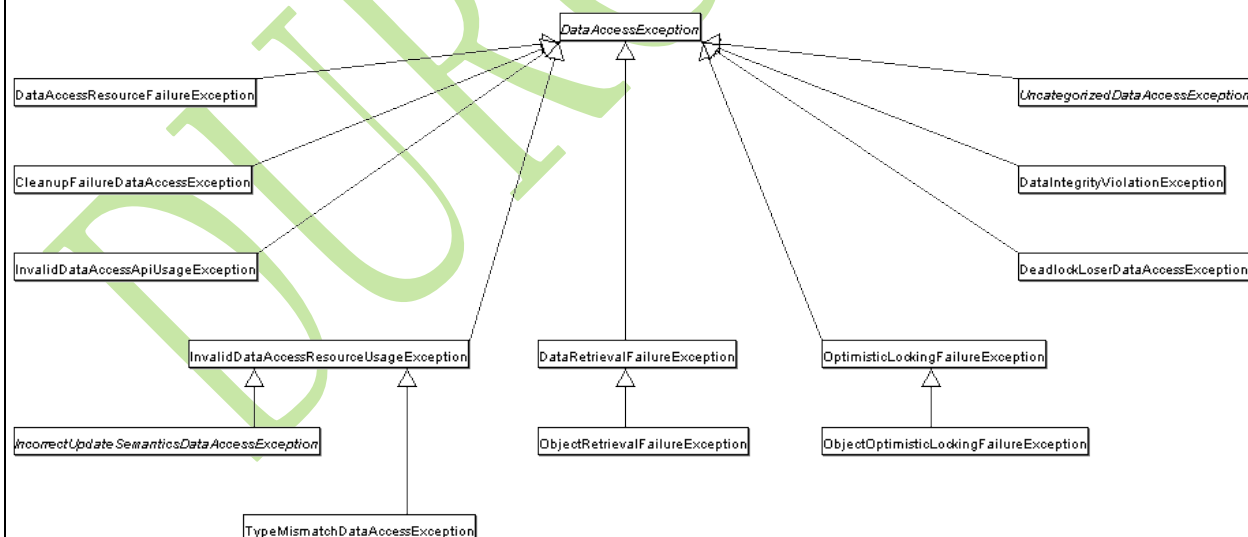 DataAccessException
DataAccessResourceFailureException
UncategorizedDataAccessException
CleanupFailureDataAccessException
DataIntegrityViolationException
InvalidDataAccessApiUsageException
DeadlockLoserDataAccessException
InvalidDataAccessResourceUsageException
DataRetrievalFailureException
OptimisticLockingFailureException
IncorrectUpdateSemanticsDataAccessException
ObjectRetrievalFailureException
ObjectOptimisticLockingFailureException
TypeMismatchDataAccessException